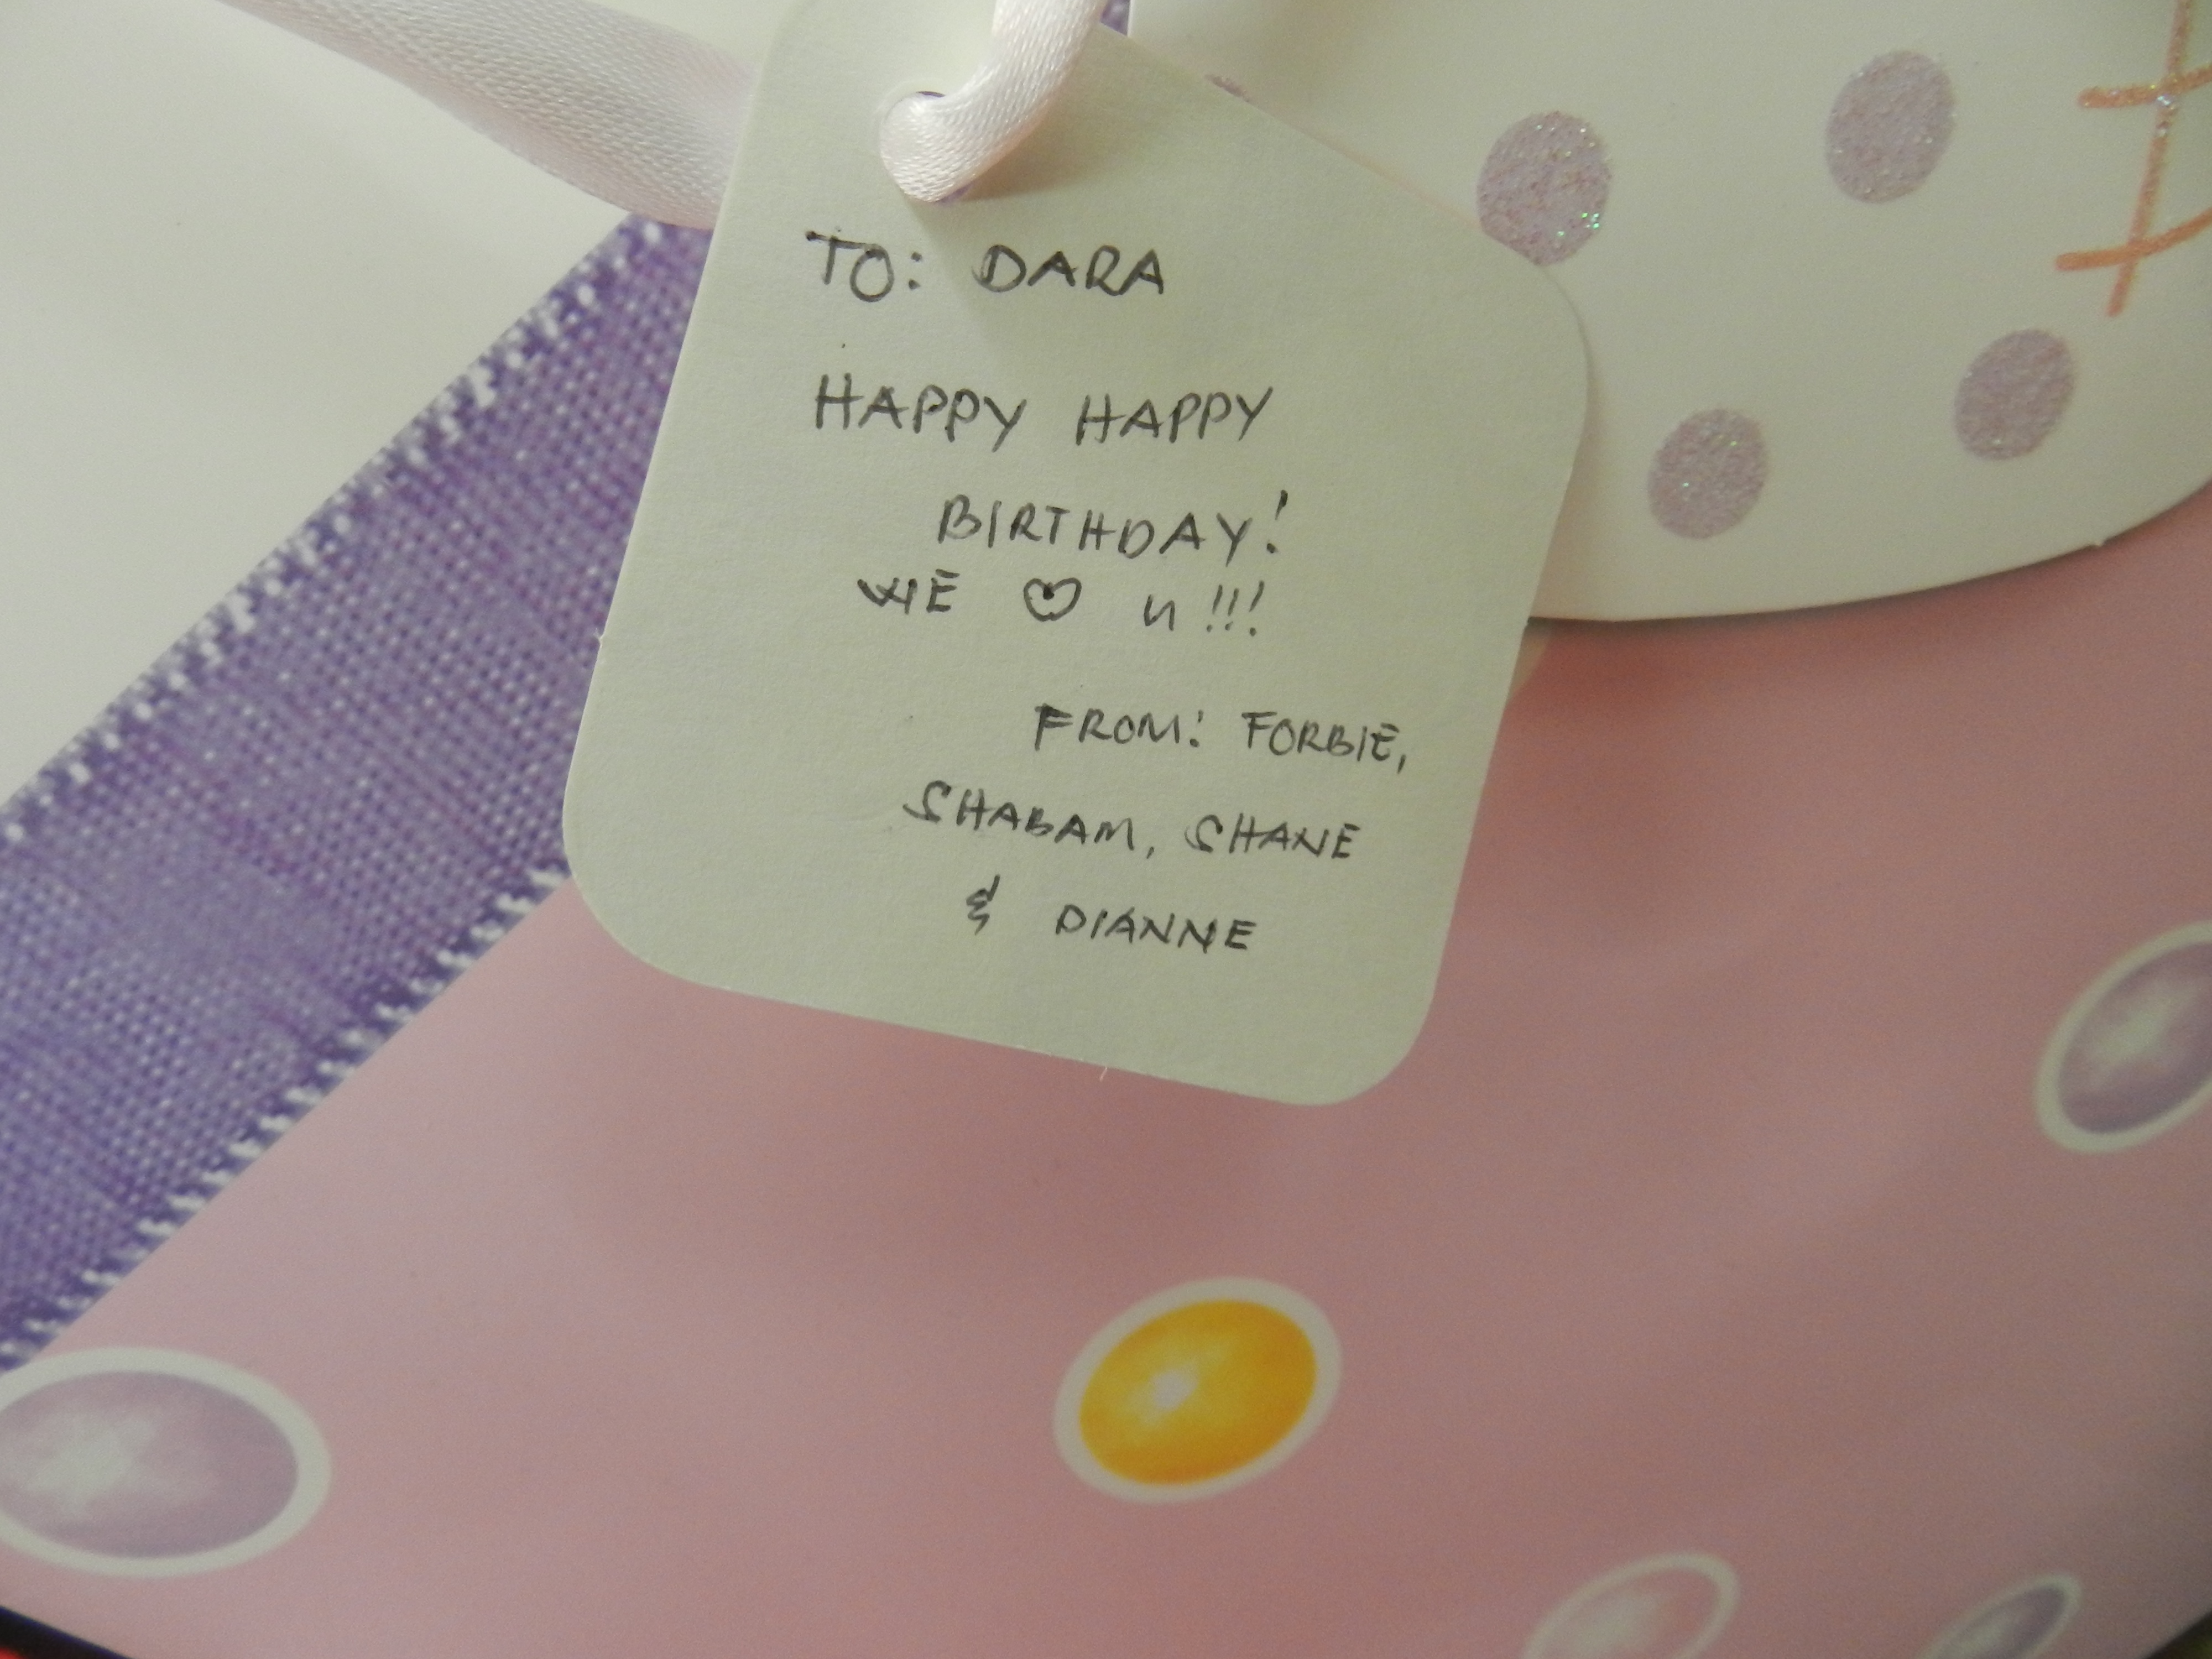 TO: DARA
HAPPY HAPPY
BIRTHDAY!
WE ♡ u!!!
FROM: FORBIE,
SHABAM, SHANE
& DIANNE